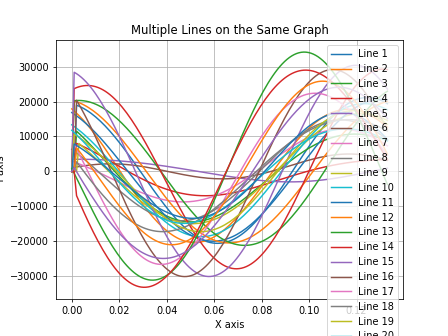 Multiple Lines on the Same Graph
30000
20000
10000
0
−10000
−20000
−30000
0.00
0.02
0.04
0.06
0.08
0.10
X axis
Line 1
Line 2
Line 3
Line 4
Line 5
Line 6
Line 7
Line 8
Line 9
Line 10
Line 11
Line 12
Line 13
Line 14
Line 15
Line 16
Line 17
Line 18
Line 19
Line 20